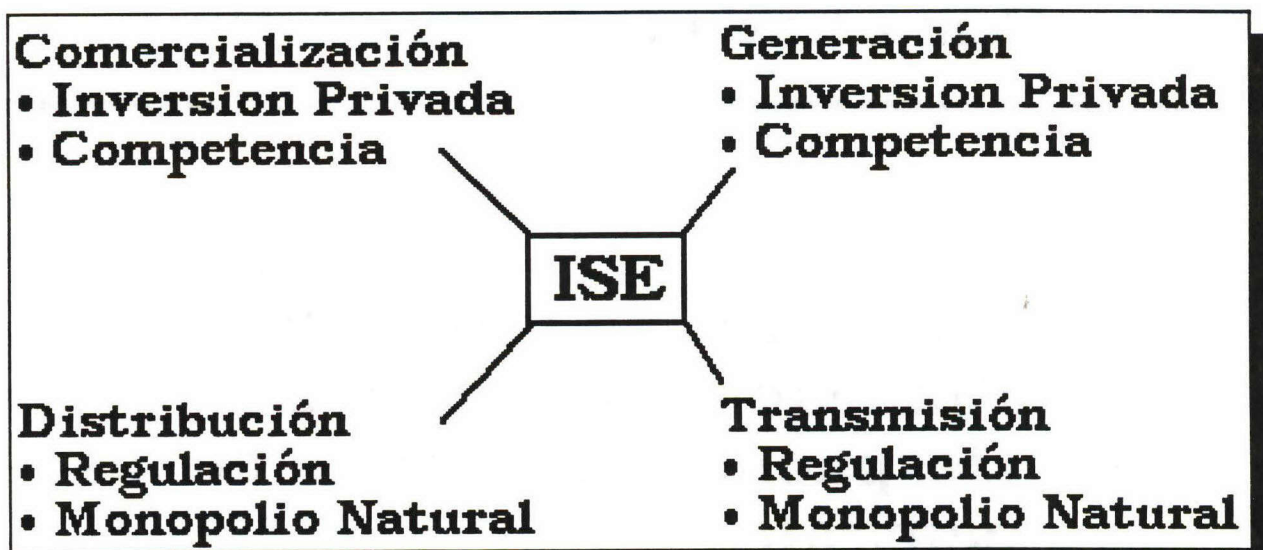 Comercialización
• Inversion Privada
• Competencia
Generación
• Inversion Privada
• Competencia
ISE
Distribución
• Regulación
• Monopolio Natural
Transmisión
• Regulación
• Monopolio Natural